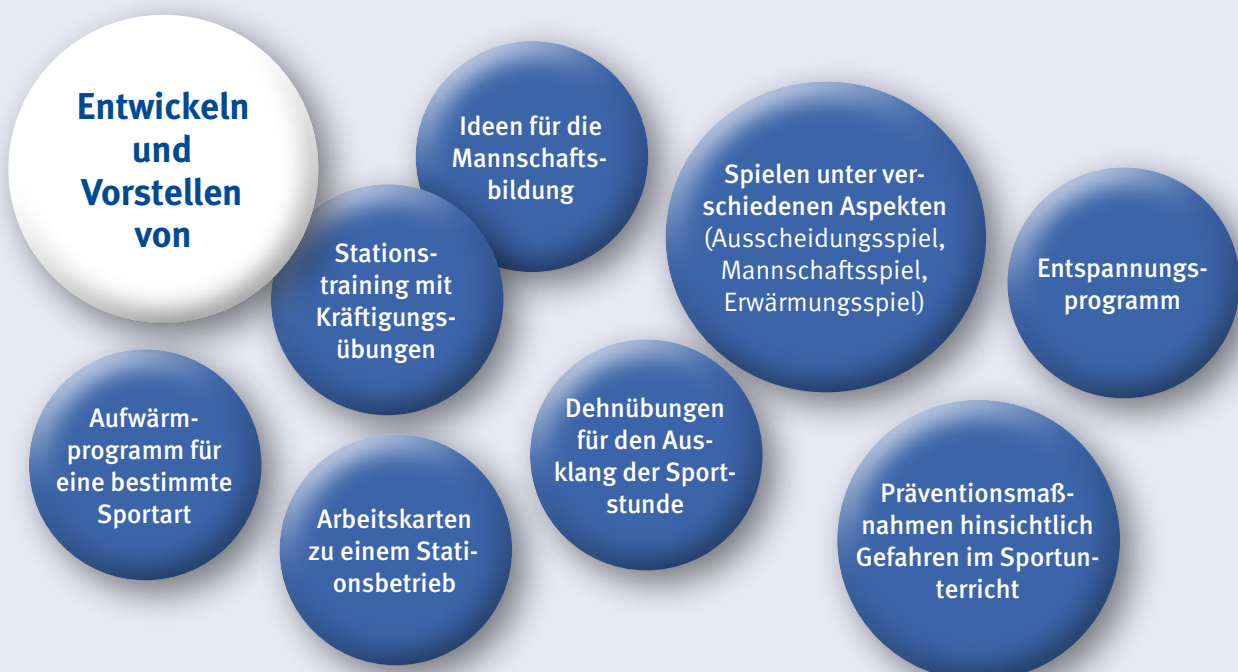 Entwickeln
und
Vorstellen
von
Ideen für die
Mannschafts-
bildung
Stations-
training mit
Kräftigungs-
übungen
Spielen unter ver-
schiedenen Aspekten
(Ausscheidungsspiel,
Mannschaftsspiel,
Erwärmungsspiel)
Entspannungs-
programm
Aufwärm-
programm für
eine bestimmte
Sportart
Arbeitskarten
zu einem Stati-
onsbetrieb
Dehnübungen
für den Aus-
klang der Sport-
stunde
Präventionsmaß-
nahmen hinsichtlich
Gefahren im Sportun-
terricht